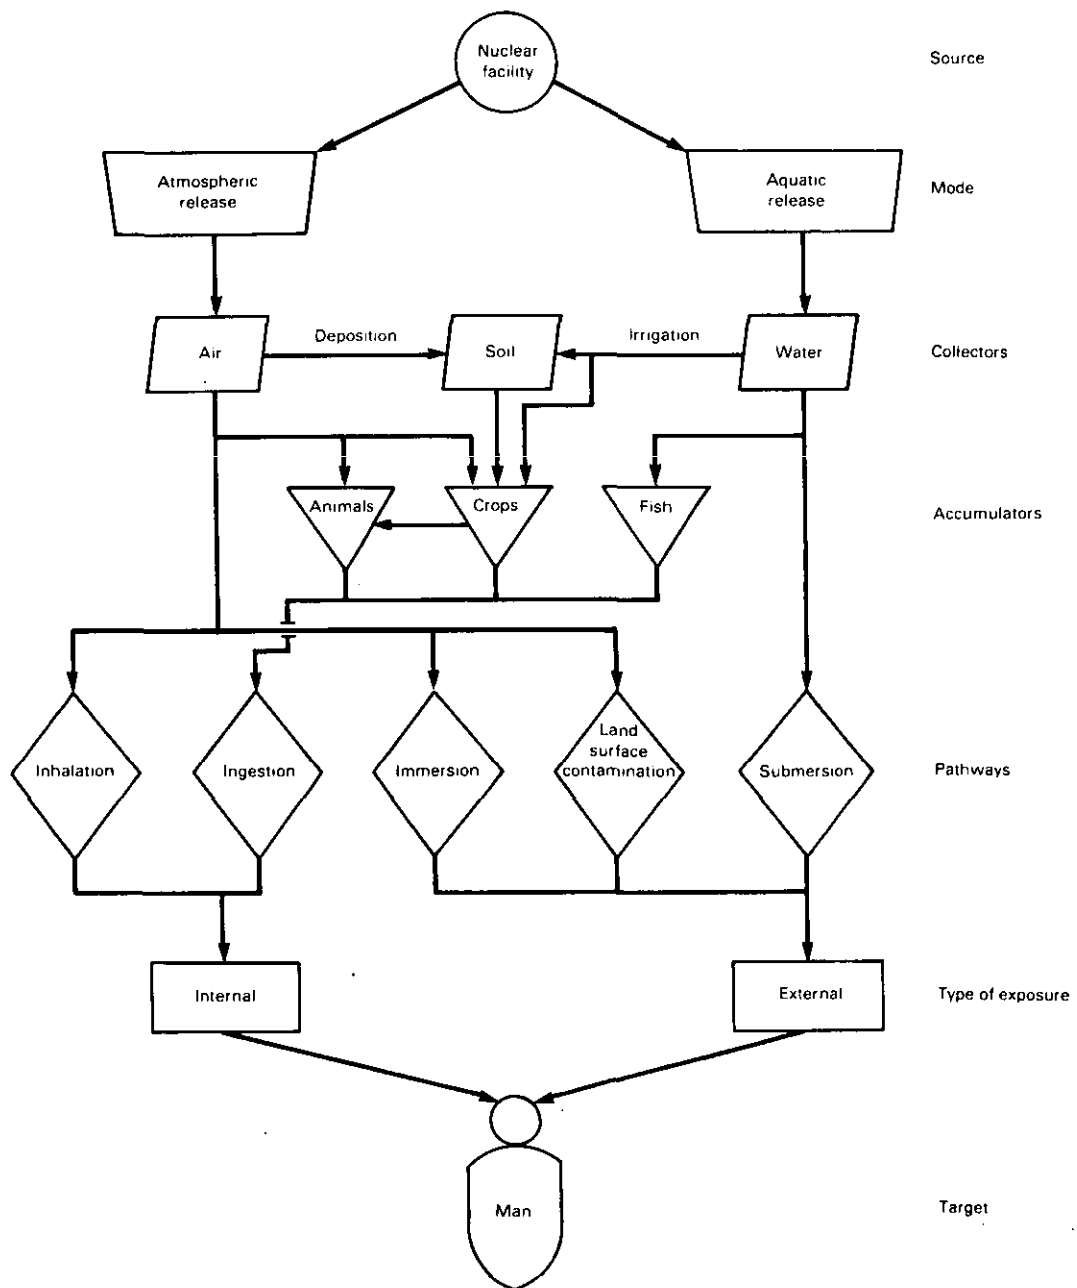 Nuclear
facility
Source
Atmospheric
release
Aquatic
release
Mode
Deposition
Irrigation
Air
Soil
Water
Collectors
Animals
Crops
Fish
Accumulators
Land
surface
contamination
Inhalation
Ingestion
Immersion
Submersion
Pathways
Internal
External
Type of exposure
Man
Target